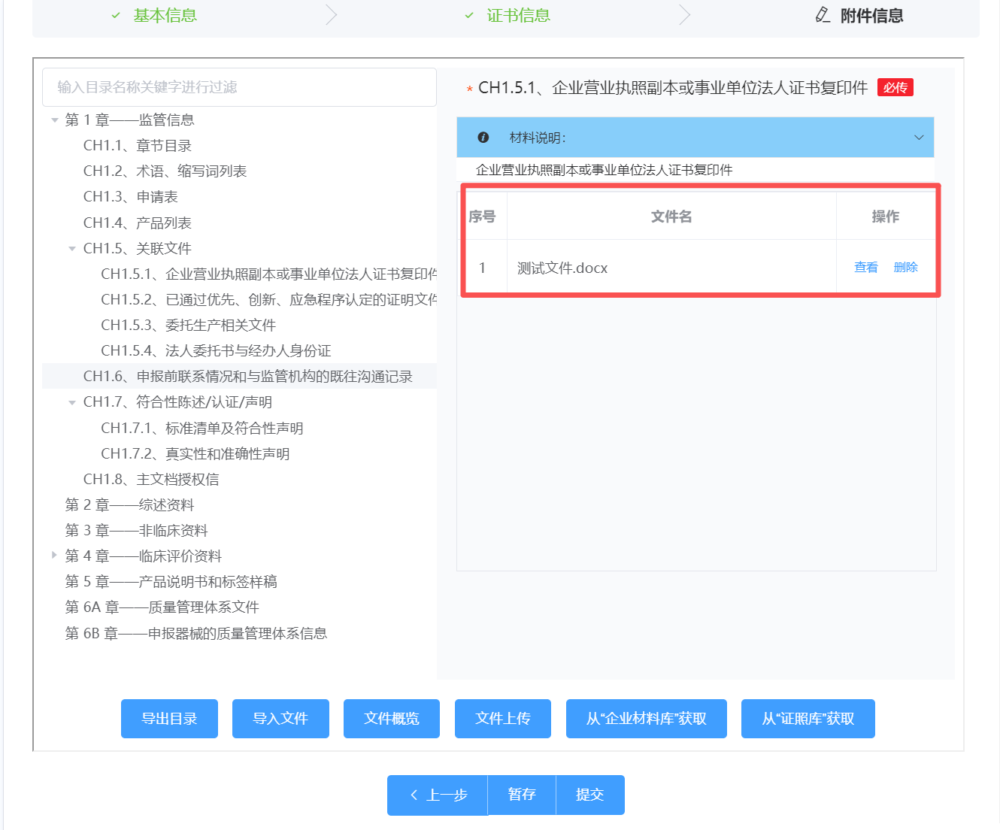 基本信息
证书信息
附件信息
输入目录名称关键字进行过滤
第 1 章——监管信息
CH1.1、章节目录
CH1.2、术语、缩写词列表
CH1.3、申请表
CH1.4、产品列表
CH1.5、关联文件
CH1.5.1、企业营业执照副本或事业单位法人证书复印件
CH1.5.2、已通过优先、创新、应急程序认定的证明文件
CH1.5.3、委托生产相关文件
CH1.5.4、法人委托书与经办人身份证
CH1.6、申报前联系情况和与监管机构的既往沟通记录
CH1.7、符合性陈述/认证/声明
CH1.7.1、标准清单及符合性声明
CH1.7.2、真实性和准确性声明
CH1.8、主文档授权信
第 2 章——综述资料
第 3 章——非临床资料
第 4 章——临床评价资料
第 5 章——产品说明书和标签样稿
第 6A 章——质量管理体系文件
第 6B 章——申报器械的质量管理体系信息
* CH1.5.1、企业营业执照副本或事业单位法人证书复印件 必传
材料说明：
企业营业执照副本或事业单位法人证书复印件
序号 文件名 操作
1 测试文件.docx 查看 删除
导出目录 导入文件 文件概览 文件上传 从“企业材料库”获取 从“证照库”获取
上一步 暂存 提交